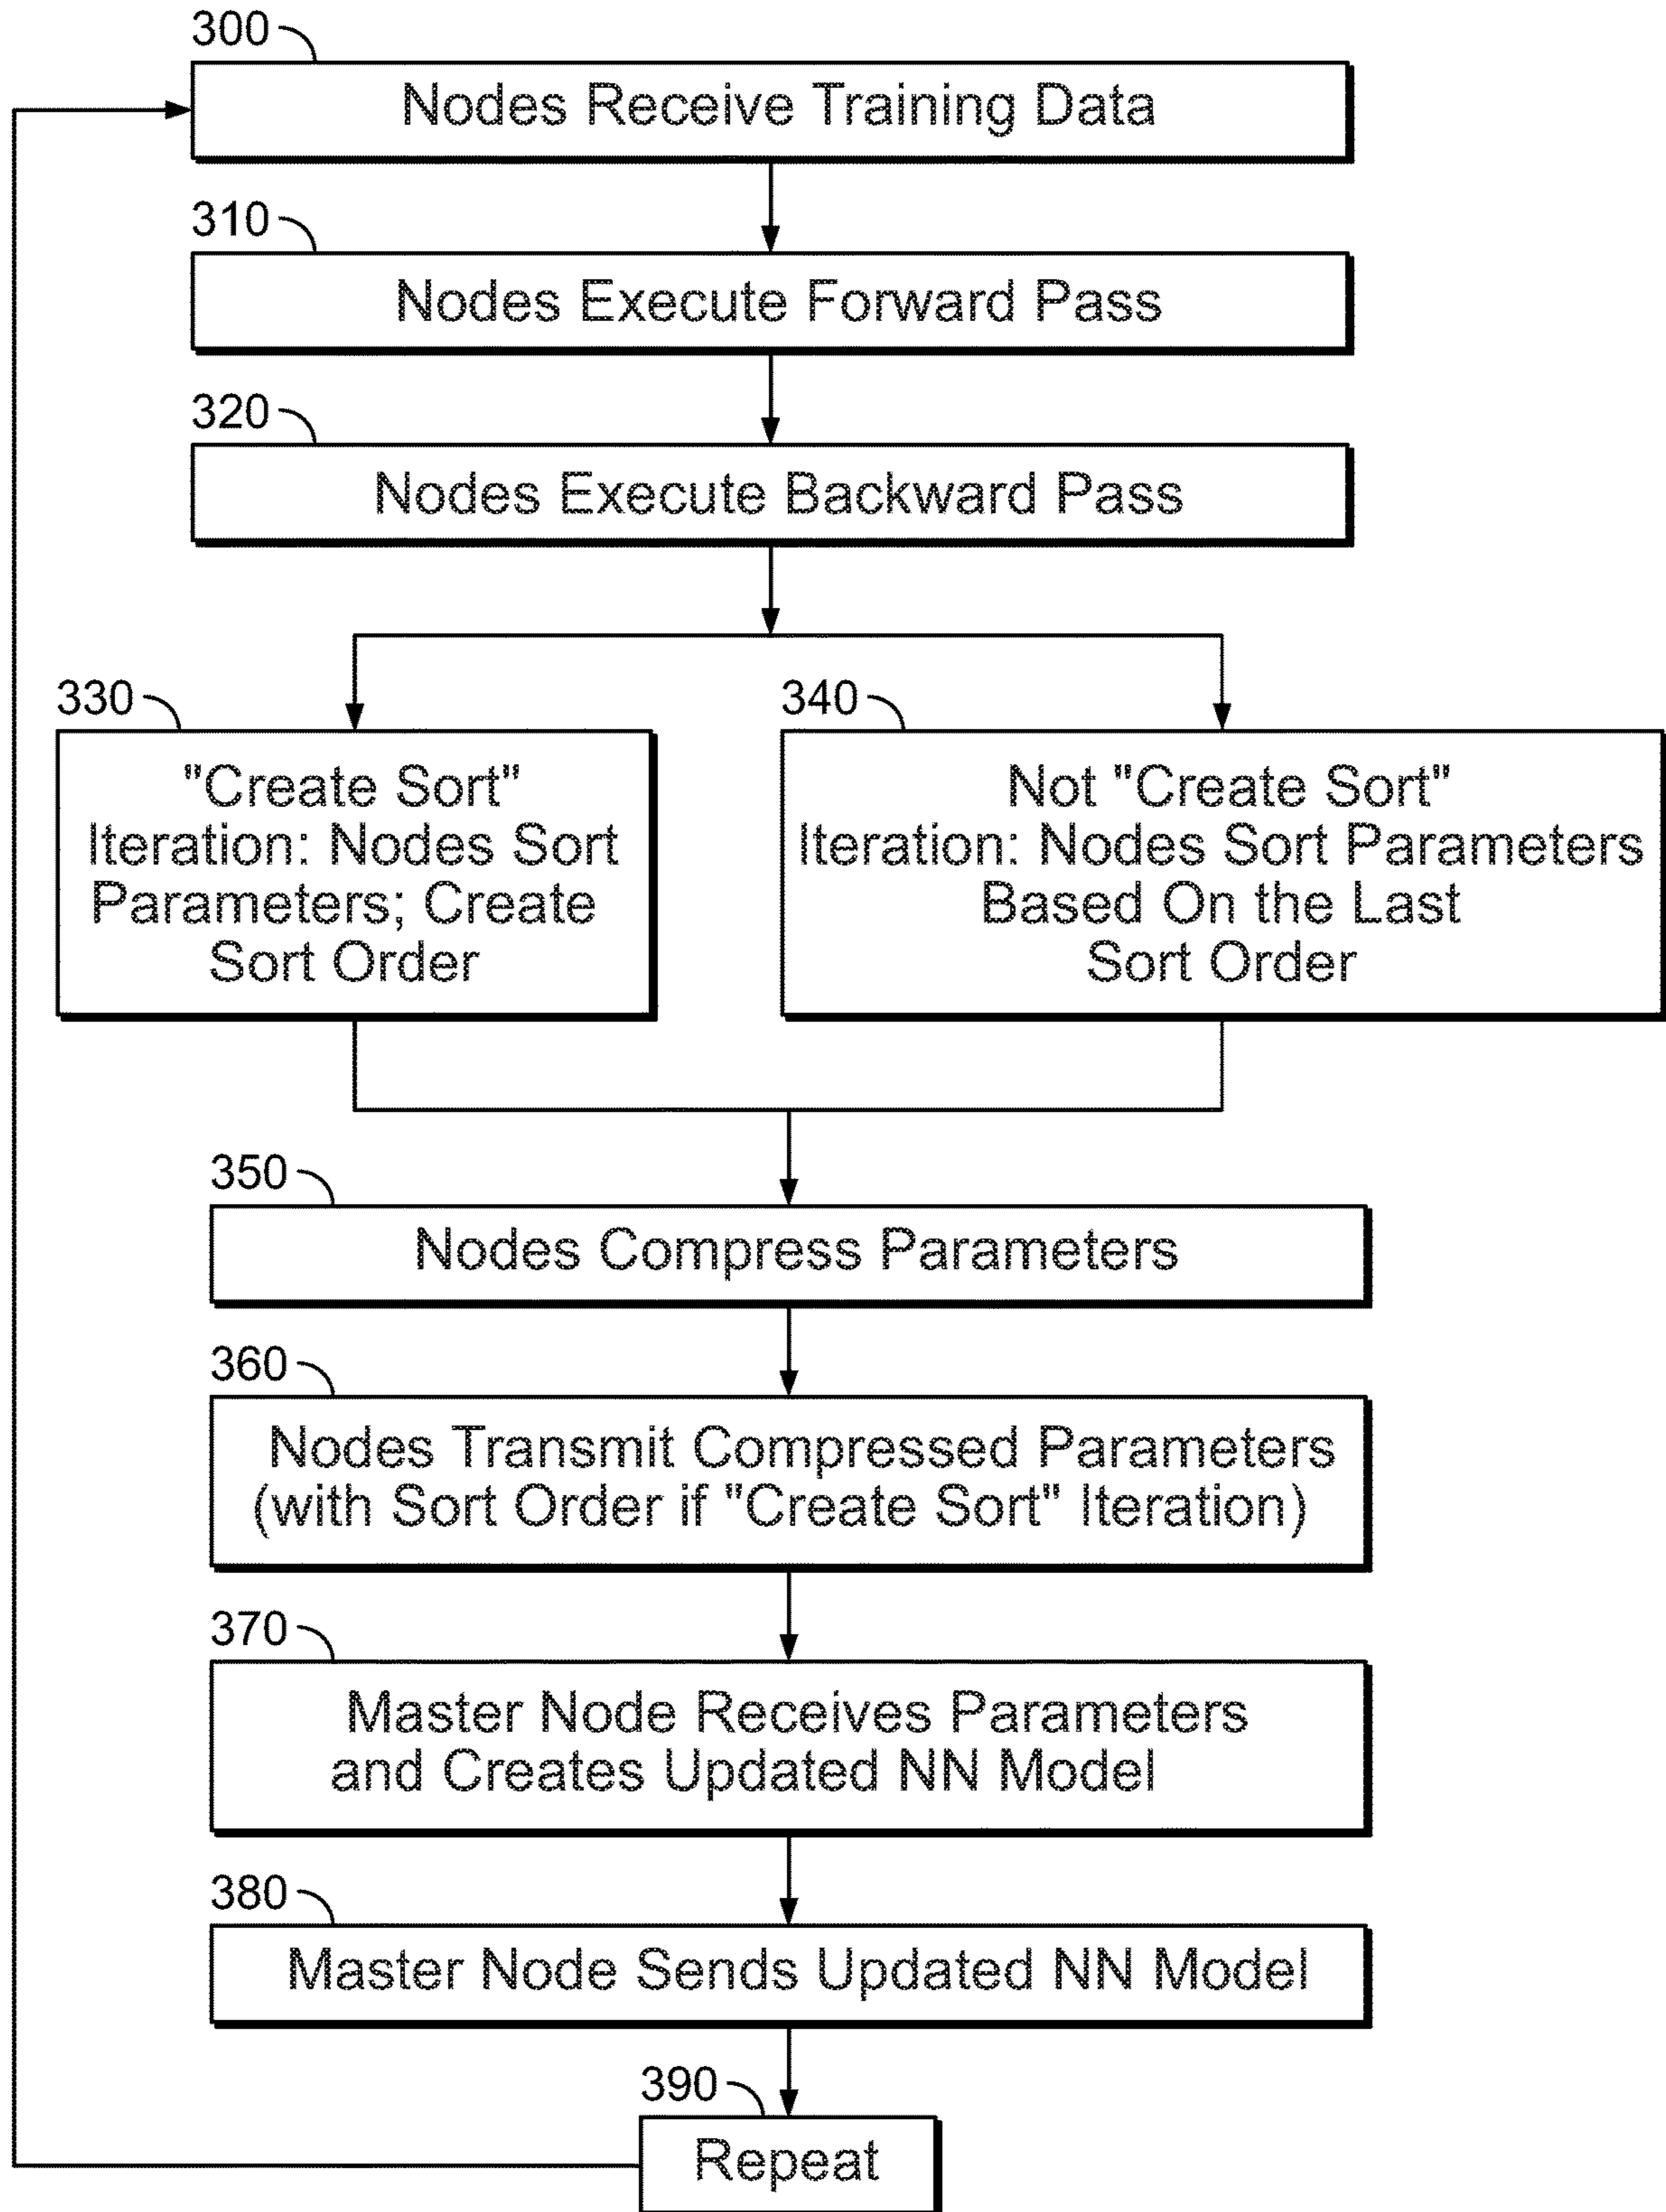 300
Nodes Receive Training Data
310
Nodes Execute Forward Pass
320
Nodes Execute Backward Pass
330
"Create Sort"
Iteration: Nodes Sort
Parameters; Create
Sort Order
340
Not "Create Sort"
Iteration: Nodes Sort Parameters
Based On the Last
Sort Order
350
Nodes Compress Parameters
360
Nodes Transmit Compressed Parameters
(with Sort Order if "Create Sort" Iteration)
370
Master Node Receives Parameters
and Creates Updated NN Model
380
Master Node Sends Updated NN Model
390
Repeat